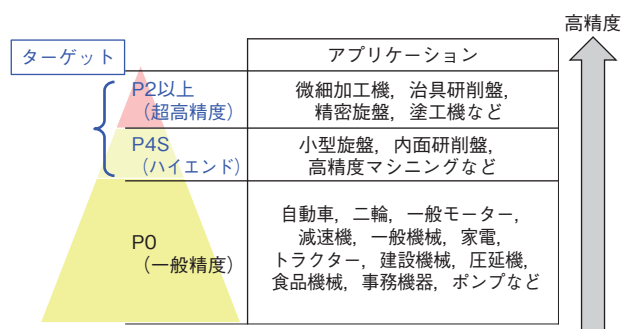 高精度
ターゲット
アプリケーション
P2以上
（超高精度）
微細加工機，治具研削盤，
精密旋盤，塗工機など
P4S
（ハイエンド）
小型旋盤，内面研削盤，
高精度マシニングなど
P0
（一般精度）
自動車，二輪，一般モーター，
減速機，一般機械，家電，
トラクター，建設機械，圧延機，
食品機械，事務機器，ポンプなど